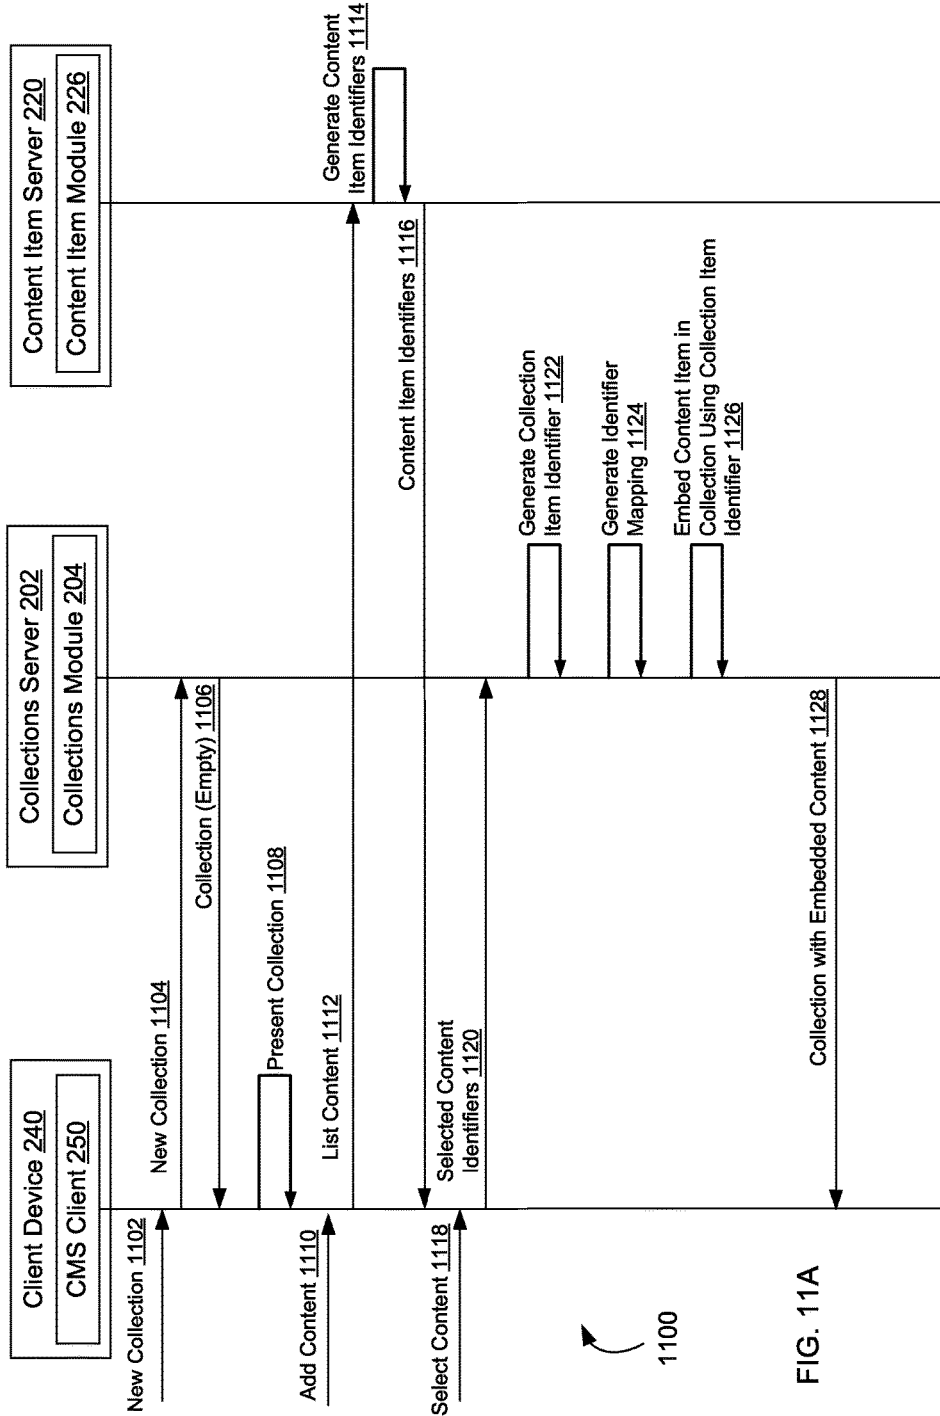 Client Device 240
CMS Client 250
Collections Server 202
Collections Module 204
Content Item Server 220
Content Item Module 226
New Collection 1102
New Collection 1104
Collection (Empty) 1106
Present Collection 1108
Add Content 1110
List Content 1112
Generate Content
Item Identifiers 1114
Content Item Identifiers 1116
Select Content 1118
Selected Content
Identifiers 1120
Generate Collection
Item Identifier 1122
Generate Identifier
Mapping 1124
Embed Content Item in
Collection Using Collection Item
Identifier 1126
Collection with Embedded Content 1128
1100
FIG. 11A